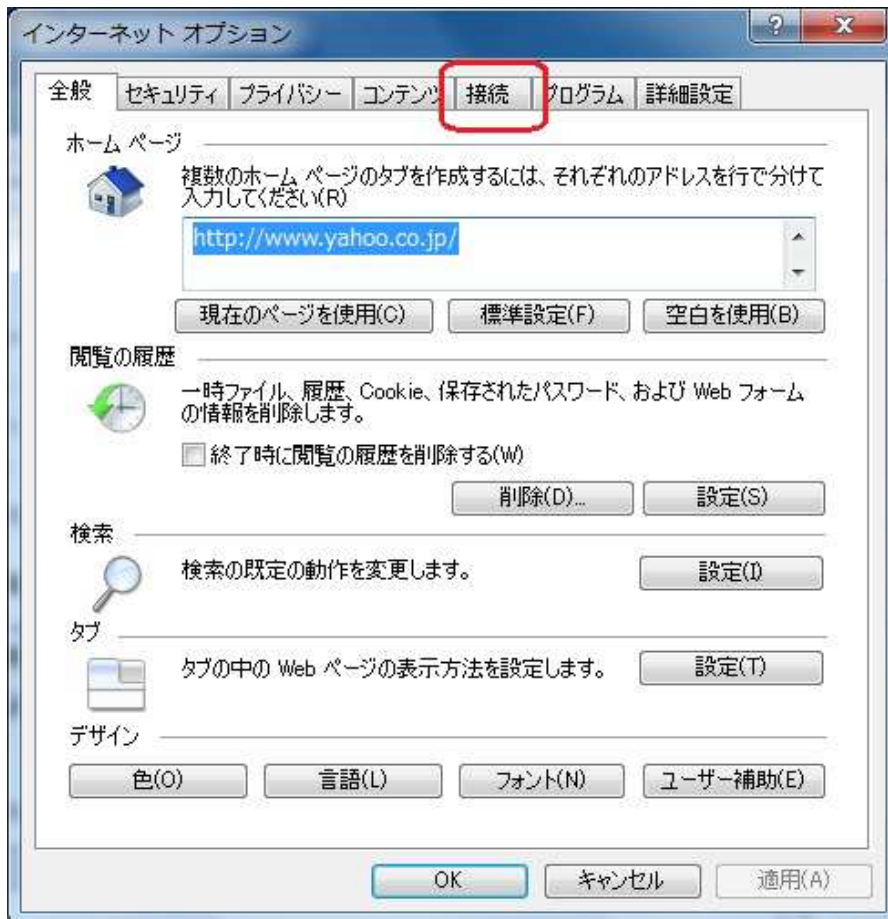 インターネット オプション
全般 セキュリティ プライバシー コンテンツ 接続 プログラム 詳細設定
ホーム ページ
複数のホーム ページのタブを作成するには、それぞれのアドレスを行で分けて
入力してください(R)
http://www.yahoo.co.jp/
現在のページを使用(C) 標準設定(F) 空白を使用(B)
閲覧の履歴
一時ファイル、履歴、Cookie、保存されたパスワード、および Web フォーム
の情報を削除します。
終了時に閲覧の履歴を削除する(W)
削除(D)... 設定(S)
検索
検索の既定の動作を変更します。 設定(I)
タブ
タブの中の Web ページの表示方法を設定します。 設定(T)
デザイン
色(O) 言語(L) フォント(N) ユーザー補助(E)
OK キャンセル 適用(A)